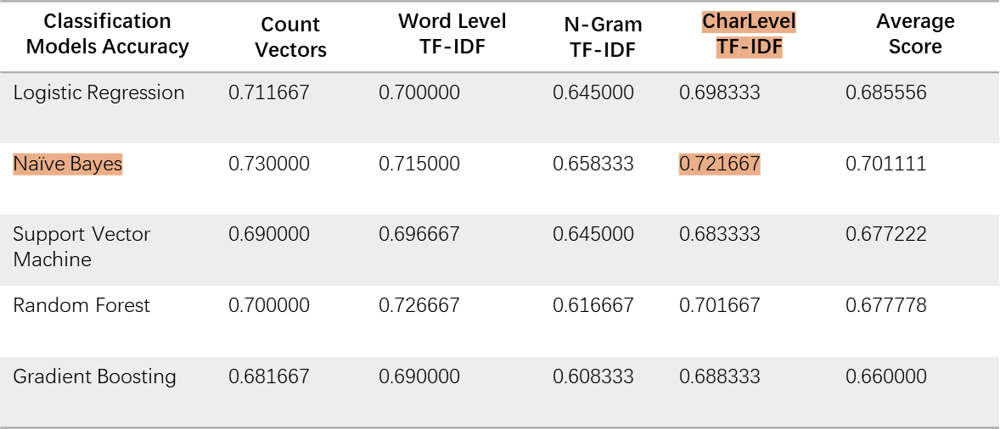 Classification Models Accuracy Count Vectors Word Level TF-IDF N-Gram TF-IDF CharLevel TF-IDF Average Score
Logistic Regression 0.711667 0.700000 0.645000 0.698333 0.685556
Naïve Bayes 0.730000 0.715000 0.658333 0.721667 0.701111
Support Vector Machine 0.690000 0.696667 0.645000 0.683333 0.677222
Random Forest 0.700000 0.726667 0.616667 0.701667 0.677778
Gradient Boosting 0.681667 0.690000 0.608333 0.688333 0.660000